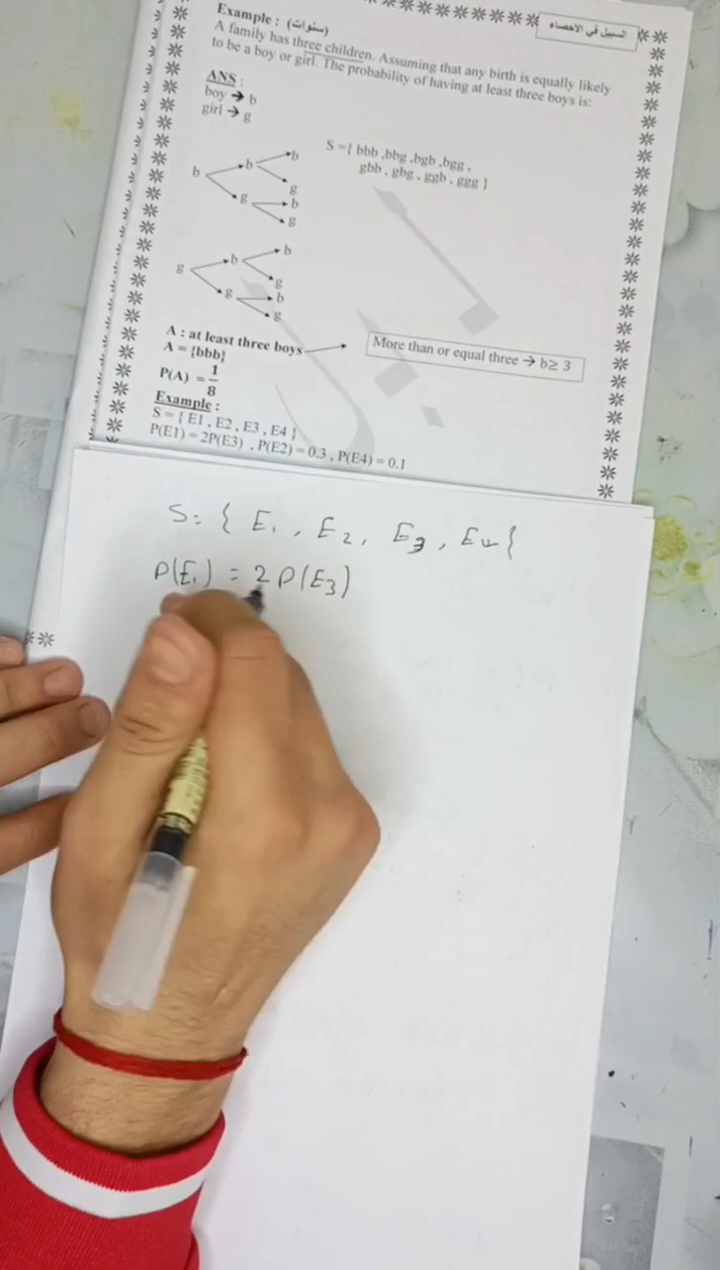 السبيل في الاحصاء
Example : (سنوات)
A family has three children. Assuming that any birth is equally likely
to be a boy or girl. The probability of having at least three boys is:
ANS :
boy → b
girl → g
S ={ bbb ,bbg ,bgb ,bgg ,
gbb , gbg , ggb , ggg }
b
b
b
g
g
b
g
g
b
b
g
g
b
g
A : at least three boys
More than or equal three → b≥ 3
A = {bbb}
P(A) = 1/8
Example :
S = { E1 , E2 , E3 , E4 }
P(E1) = 2P(E3) , P(E2) = 0.3 , P(E4) = 0.1
S = { E1 , E2 , E3 , E4 {
P(E1) = 2 P(E3)